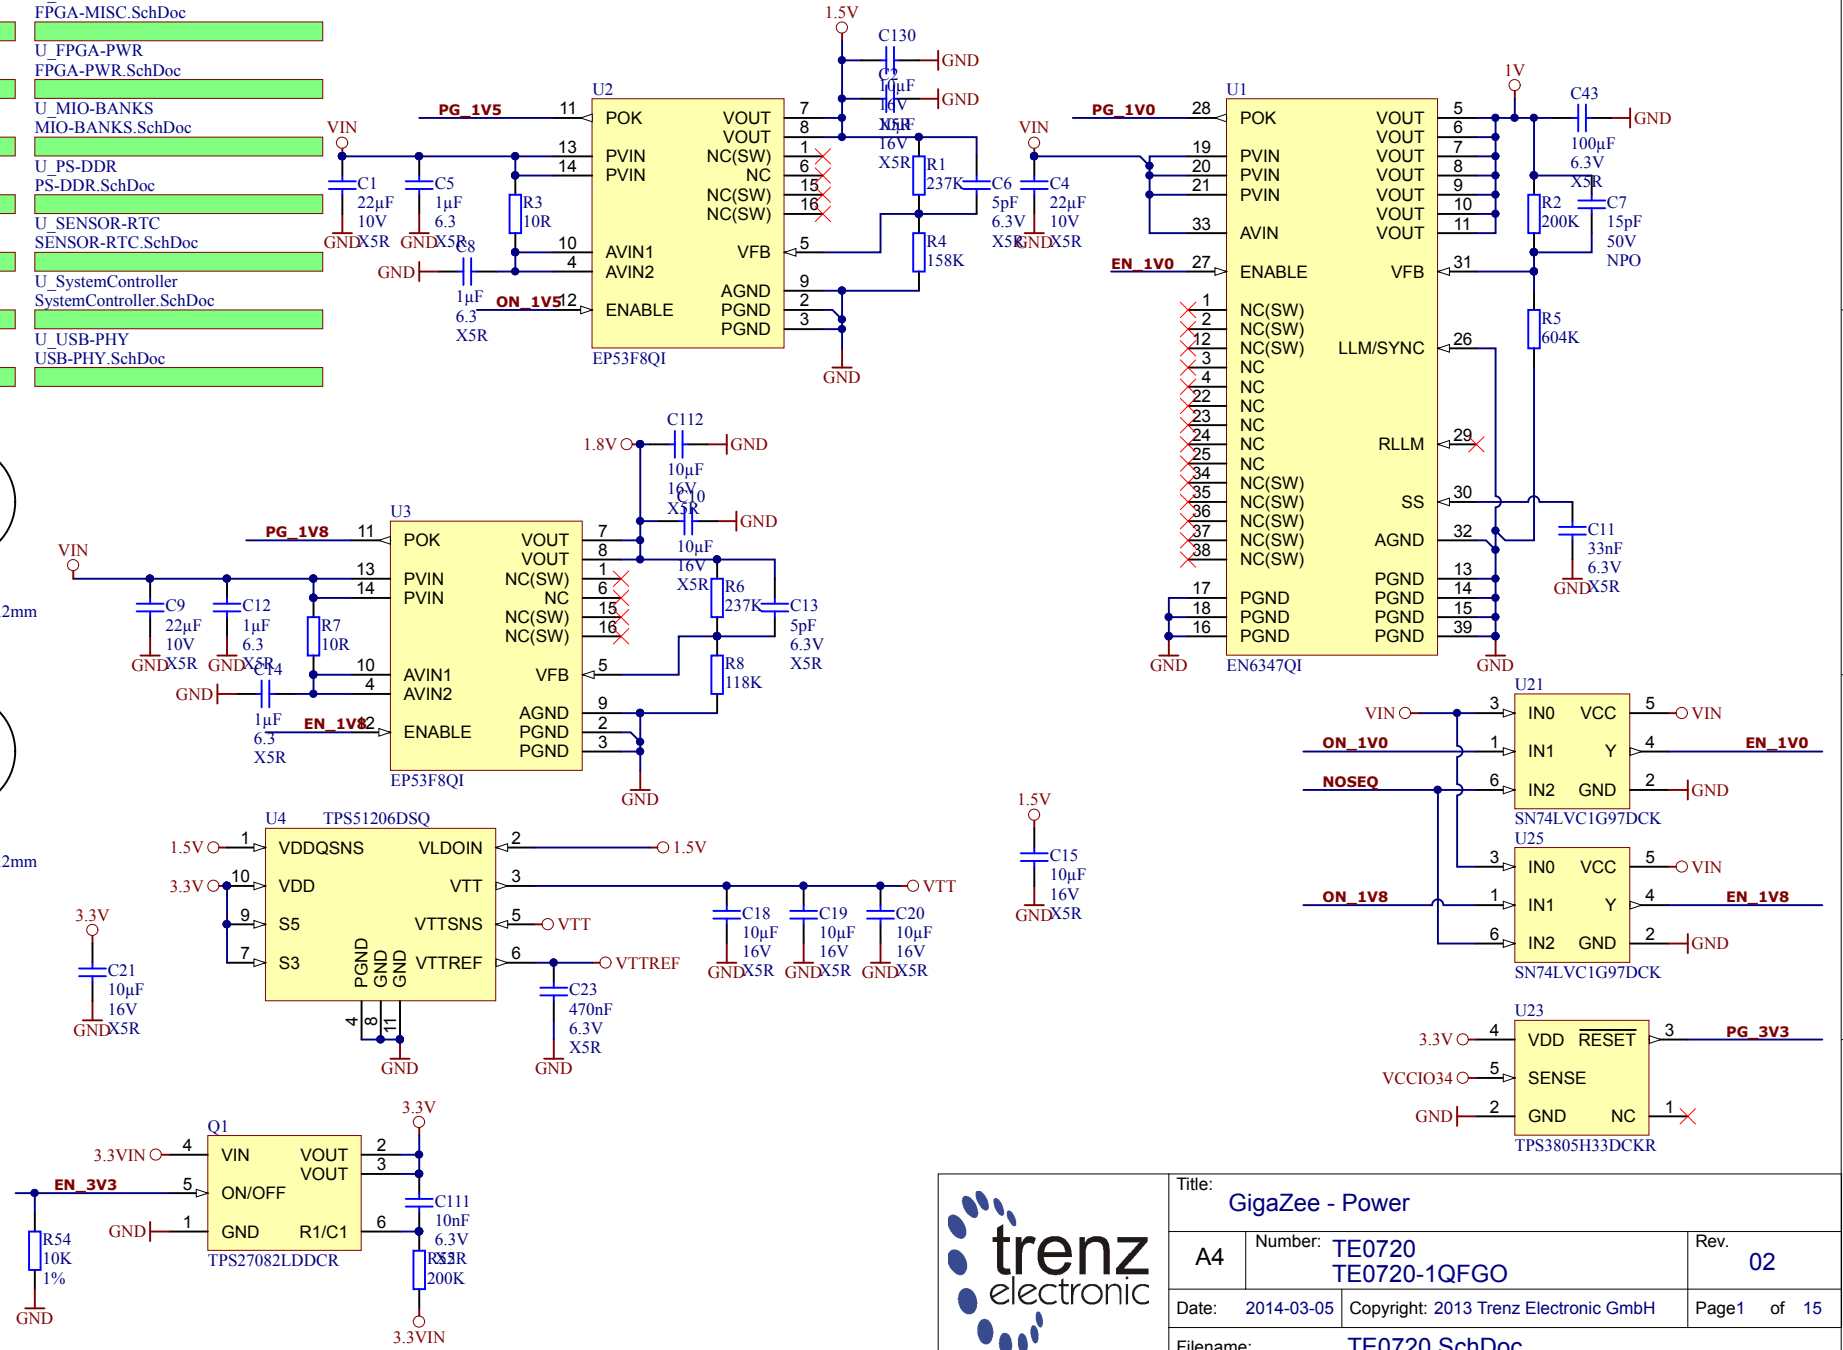 FPGA-MISC.SchDoc
U_FPGA-PWR
FPGA-PWR.SchDoc
U_MIO-BANKS
MIO-BANKS.SchDoc
U_PS-DDR
PS-DDR.SchDoc
U_SENSOR-RTC
SENSOR-RTC.SchDoc
U_SystemController
SystemController.SchDoc
U_USB-PHY
USB-PHY.SchDoc
2mm
2mm
U2
PG_1V5
11 POK
13 PVIN
14 PVIN
10 AVIN1
4 AVIN2
ON_1V5 12 ENABLE
VOUT 7
VOUT 8
NC(SW) 1
NC 6
NC(SW) 15
NC(SW) 16
VFB 5
AGND 9
PGND 2
PGND 3
EP53F8QI
VIN
C1
22µF
10V
X5R
GND
C5
1µF
6.3
X5R
GND
R3
10R
GND
C8
1µF
6.3
X5R
1.5V
C130
10µF
16V
X5R
GND
C2
10µF
16V
X5R
GND
R1
237K
R4
158K
C6
5pF
6.3V
X5R
GND
U1
PG_1V0
28 POK
19 PVIN
20 PVIN
21 PVIN
33 AVIN
EN_1V0 27 ENABLE
1 NC(SW)
2 NC(SW)
12 NC(SW)
3 NC
4 NC
22 NC
23 NC
24 NC
25 NC
34 NC(SW)
35 NC(SW)
36 NC(SW)
37 NC(SW)
38 NC(SW)
17 PGND
18 PGND
16 PGND
GND
VOUT 5
VOUT 6
VOUT 7
VOUT 8
VOUT 9
VOUT 10
VOUT 11
VFB 31
LLM/SYNC 26
RLLM 29
SS 30
AGND 32
PGND 13
PGND 14
PGND 15
PGND 39
GND
EN6347QI
VIN
C4
22µF
10V
X5R
GND
1V
C43
100µF
6.3V
X5R
GND
R2
200K
C7
15pF
50V
NPO
R5
604K
C11
33nF
6.3V
X5R
GND
U3
PG_1V8
11 POK
13 PVIN
14 PVIN
10 AVIN1
4 AVIN2
EN_1V8 12 ENABLE
VOUT 7
VOUT 8
NC(SW) 1
NC 6
NC(SW) 15
NC(SW) 16
VFB 5
AGND 9
PGND 2
PGND 3
GND
EP53F8QI
VIN
C9
22µF
10V
X5R
GND
C12
1µF
6.3
X5R
GND
R7
10R
GND
C14
1µF
6.3
X5R
1.8V
C112
10µF
16V
X5R
GND
C10
10µF
16V
X5R
GND
R6
237K
R8
118K
C13
5pF
6.3V
X5R
U4 TPS51206DSQ
1.5V 1 VDDQSNS
3.3V 10 VDD
9 S5
7 S3
VLDOIN 2 1.5V
VTT 3 VTT
VTTSNS 5 VTT
VTTREF 6 VTTREF
PGND 4
GND 8
GND 11
GND
C18
10µF
16V
X5R
GND
C19
10µF
16V
X5R
GND
C20
10µF
16V
X5R
GND
C23
470nF
6.3V
X5R
GND
3.3V
C21
10µF
16V
X5R
GND
1.5V
C15
10µF
16V
X5R
GND
U21
VIN 3 IN0 VCC 5 VIN
ON_1V0 1 IN1 Y 4 EN_1V0
NOSEQ 6 IN2 GND 2 GND
SN74LVC1G97DCK
U25
3 IN0 VCC 5 VIN
ON_1V8 1 IN1 Y 4 EN_1V8
6 IN2 GND 2 GND
SN74LVC1G97DCK
U23
3.3V 4 VDD RESET 3 PG_3V3
VCCIO34 5 SENSE
GND 2 GND NC 1
TPS3805H33DCKR
Q1
3.3VIN 4 VIN VOUT 2
VOUT 3
EN_3V3 5 ON/OFF
GND 1 GND R1/C1 6
TPS27082LDDCR
R54
10K
1%
GND
3.3V
C111
10nF
6.3V
X5R
200K
3.3VIN
trenz
electronic
Title:
GigaZee - Power
A4
Number: TE0720
TE0720-1QFGO
Rev.
02
Date: 2014-03-05
Copyright: 2013 Trenz Electronic GmbH
Page1 of 15
Filename: TE0720.SchDoc